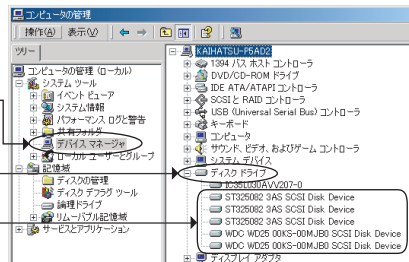 コンピュータの管理
操作(A) 表示(V)
ツリー
コンピュータの管理 (ローカル)
システム ツール
イベント ビューア
システム情報
パフォーマンス ログと警告
共有フォルダ
デバイス マネージャ
ローカル ユーザーとグループ
記憶域
ディスクの管理
ディスク デフラグ ツール
論理ドライブ
リムーバブル記憶域
サービスとアプリケーション
KAIHATSU-P5AD2
1394 バス ホスト コントローラ
DVD/CD-ROM ドライブ
IDE ATA/ATAPI コントローラ
SCSI と RAID コントローラ
USB (Universal Serial Bus) コントローラ
キーボード
コンピュータ
サウンド、ビデオ、およびゲーム コントローラ
システム デバイス
ディスク ドライブ
IC35L030AVV207-0
ST325082 3AS SCSI Disk Device
ST325082 3AS SCSI Disk Device
ST325082 3AS SCSI Disk Device
WDC WD25 00KS-00MJB0 SCSI Disk Device
WDC WD25 00KS-00MJB0 SCSI Disk Device
ディスプレイ アダプタ